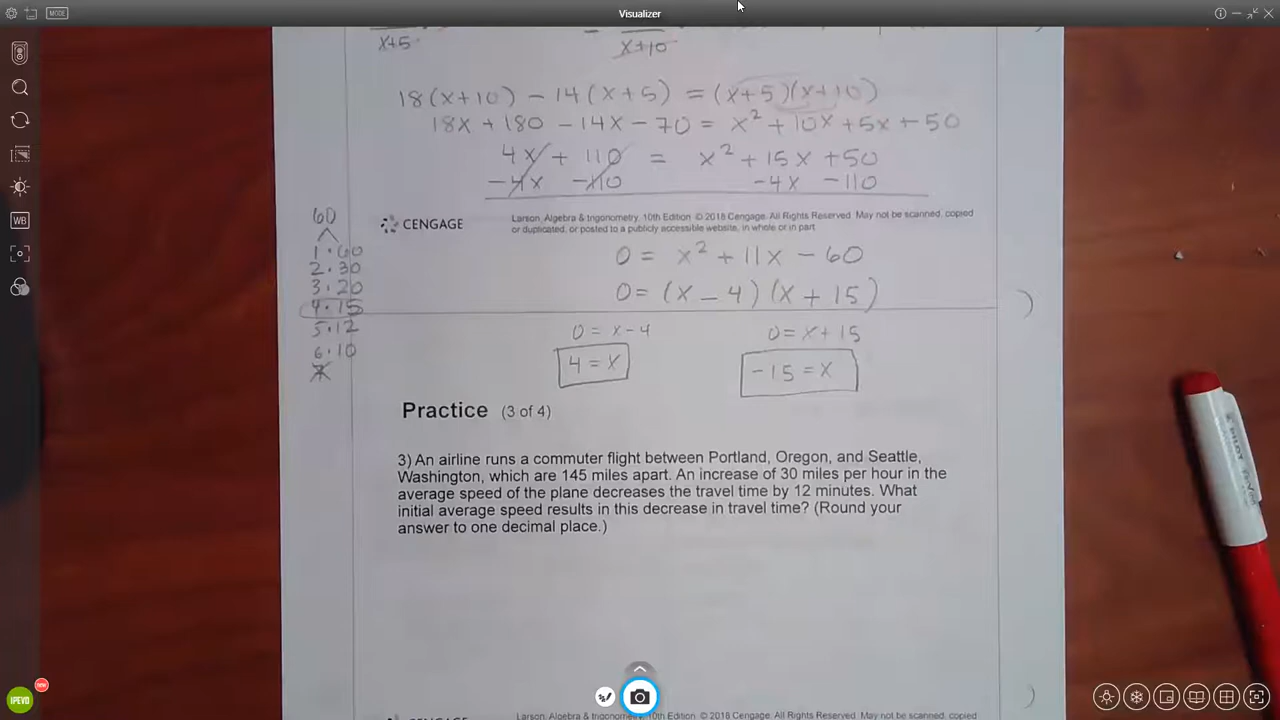 MODE
Visualizer
x+5
x+10
18(x+10) - 14(x+5) = (x+5)(x+10)
18x + 180 - 14x - 70 = x² + 10x + 5x + 50
4x + 110 = x² + 15x + 50
-4x -110 -4x -110
CENGAGE
Larson, Algebra & trigonometry, 10th Edition. © 2018 Cengage. All Rights Reserved. May not be scanned, copied
or duplicated, or posted to a publicly accessible website, in whole or in part.
60
1·60
2·30
3·20
4·15
5·12
6·10
0 = x² + 11x - 60
0 = (x - 4)(x + 15)
0 = x - 4 0 = x + 15
4 = x -15 = x
Practice (3 of 4)
3) An airline runs a commuter flight between Portland, Oregon, and Seattle,
Washington, which are 145 miles apart. An increase of 30 miles per hour in the
average speed of the plane decreases the travel time by 12 minutes. What
initial average speed results in this decrease in travel time? (Round your
answer to one decimal place.)
WB
IPEVO
new
PILOT
Larson, Algebra & trigonometry, 10th Edition. © 2018 Cengage. All Rights Reserved. May not be scanned, copied